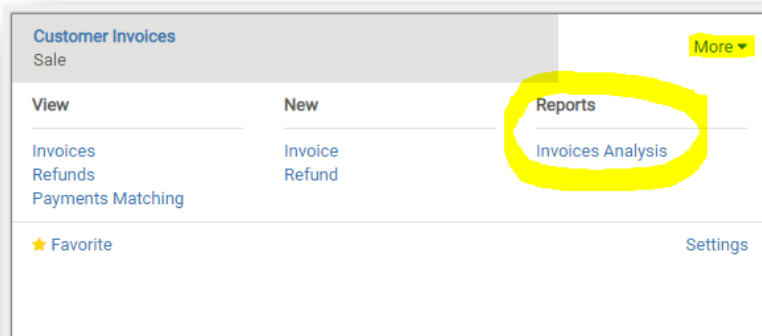 Customer Invoices
Sale
More
View
New
Reports
Invoices
Invoice
Invoices Analysis
Refunds
Refund
Payments Matching
Favorite
Settings